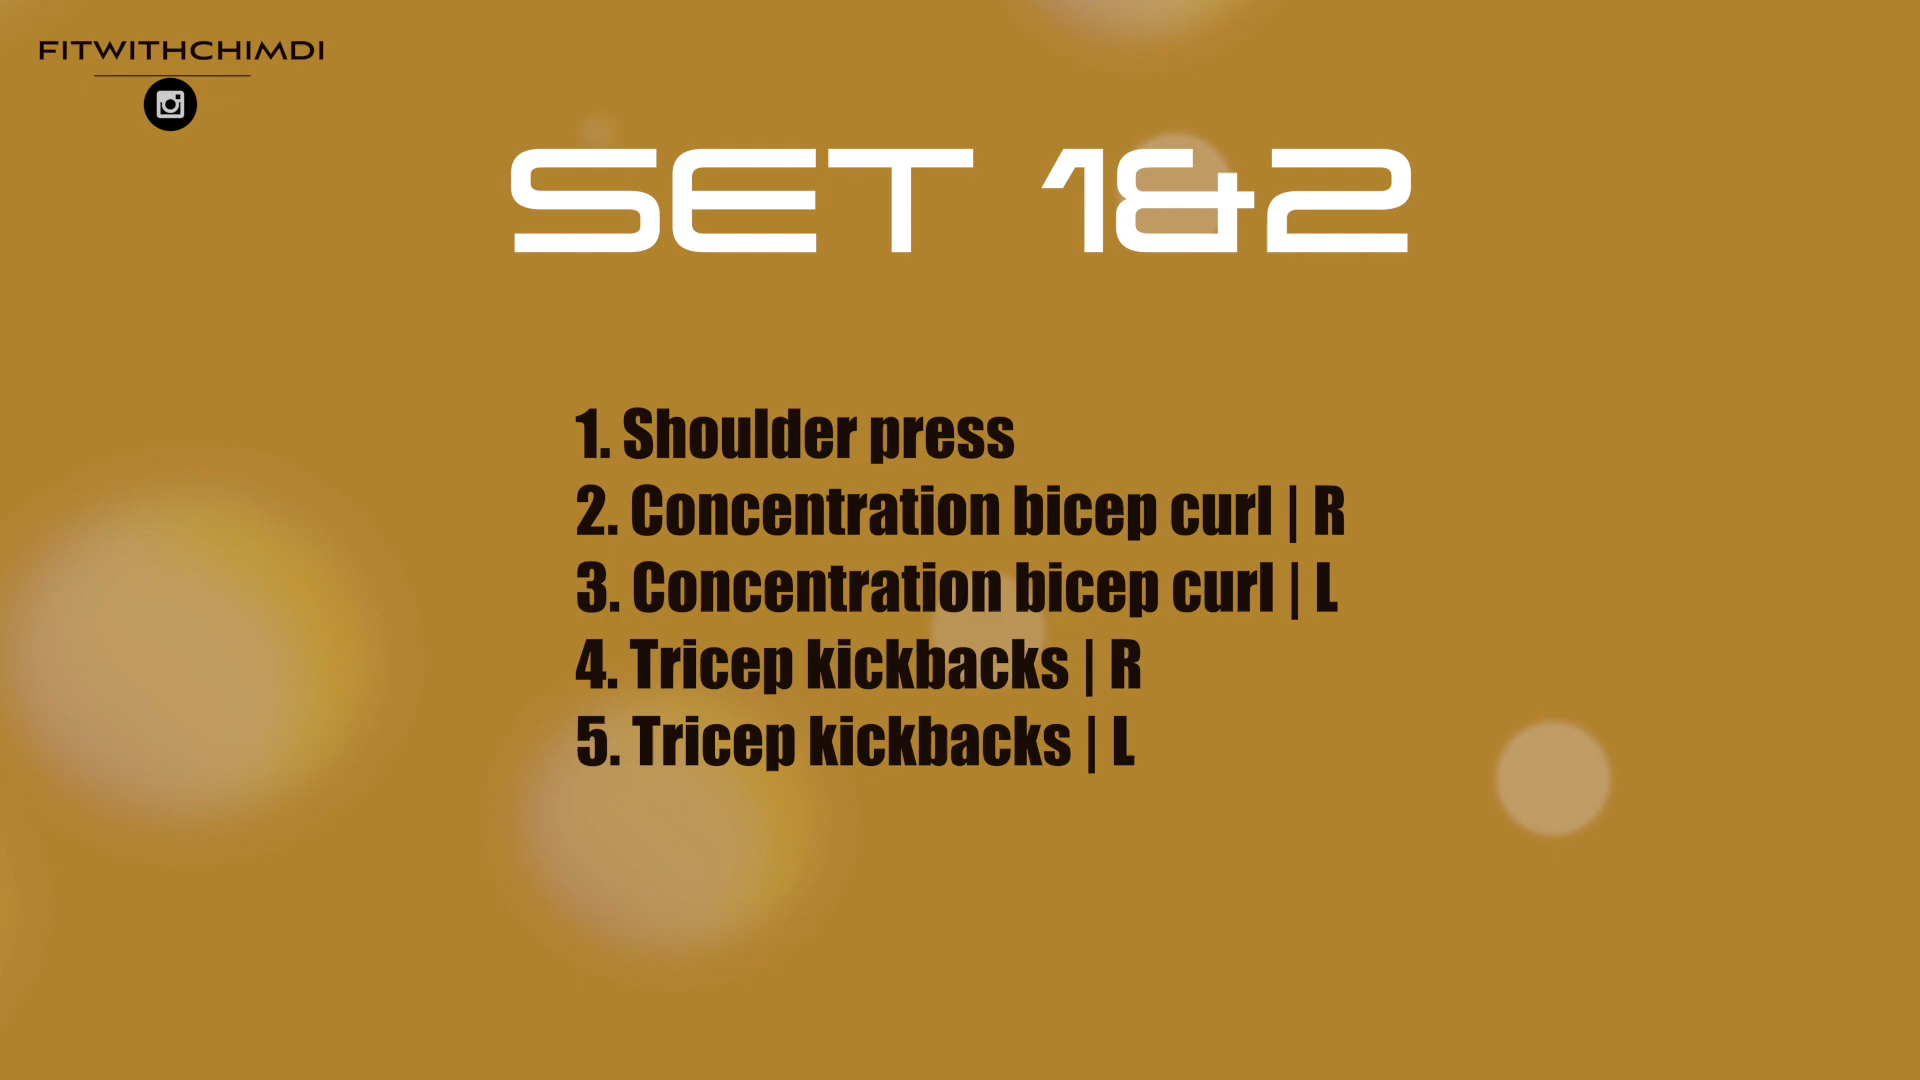 FITWITHCHIMDI
SET 1&2
1. Shoulder press
2. Concentration bicep curl | R
3. Concentration bicep curl | L
4. Tricep kickbacks | R
5. Tricep kickbacks | L